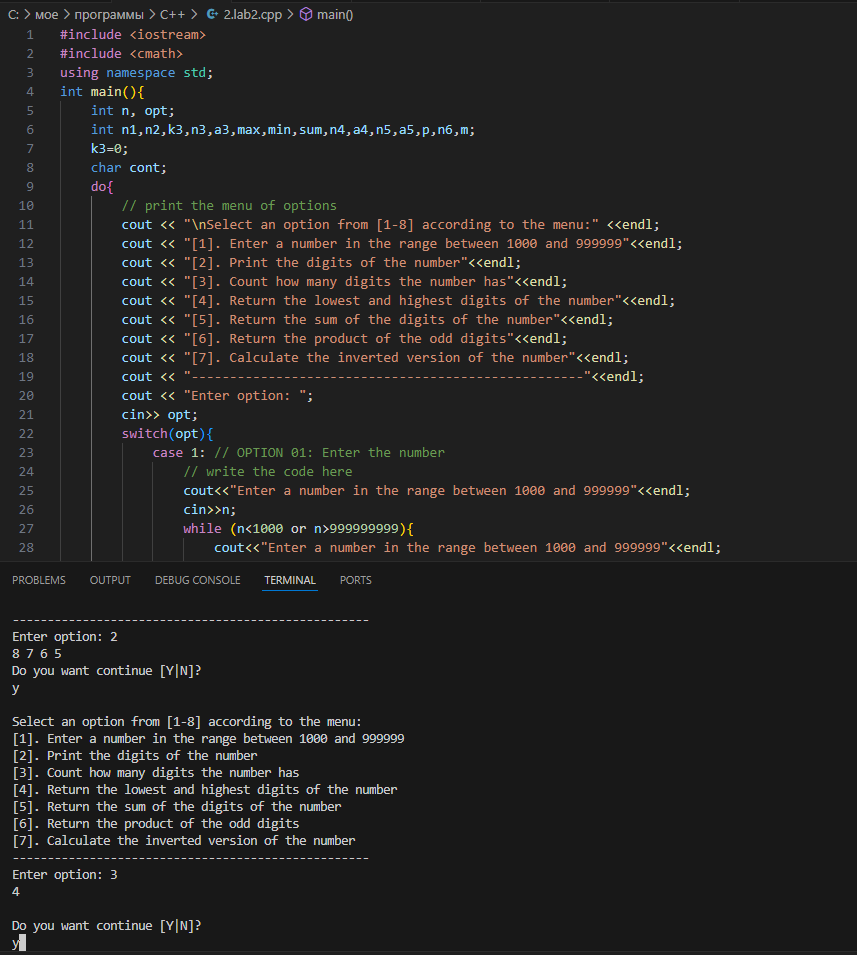 C: > мое > программы > C++ > 2.lab2.cpp > main()
1 #include <iostream>
2 #include <cmath>
3 using namespace std;
4 int main(){
5 int n, opt;
6 int n1,n2,k3,n3,a3,max,min,sum,n4,a4,n5,a5,p,n6,m;
7 k3=0;
8 char cont;
9 do{
10 // print the menu of options
11 cout << "\nSelect an option from [1-8] according to the menu:" <<endl;
12 cout << "[1]. Enter a number in the range between 1000 and 999999"<<endl;
13 cout << "[2]. Print the digits of the number"<<endl;
14 cout << "[3]. Count how many digits the number has"<<endl;
15 cout << "[4]. Return the lowest and highest digits of the number"<<endl;
16 cout << "[5]. Return the sum of the digits of the number"<<endl;
17 cout << "[6]. Return the product of the odd digits"<<endl;
18 cout << "[7]. Calculate the inverted version of the number"<<endl;
19 cout << "---------------------------------------------------"<<endl;
20 cout << "Enter option: ";
21 cin>> opt;
22 switch(opt){
23 case 1: // OPTION 01: Enter the number
24 // write the code here
25 cout<<"Enter a number in the range between 1000 and 999999"<<endl;
26 cin>>n;
27 while (n<1000 or n>999999999){
28 cout<<"Enter a number in the range between 1000 and 999999"<<endl;
PROBLEMS OUTPUT DEBUG CONSOLE TERMINAL PORTS
---------------------------------------------------
Enter option: 2
8 7 6 5
Do you want continue [Y|N]?
y
Select an option from [1-8] according to the menu:
[1]. Enter a number in the range between 1000 and 999999
[2]. Print the digits of the number
[3]. Count how many digits the number has
[4]. Return the lowest and highest digits of the number
[5]. Return the sum of the digits of the number
[6]. Return the product of the odd digits
[7]. Calculate the inverted version of the number
---------------------------------------------------
Enter option: 3
4
Do you want continue [Y|N]?
y